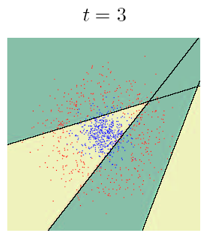 t = 3